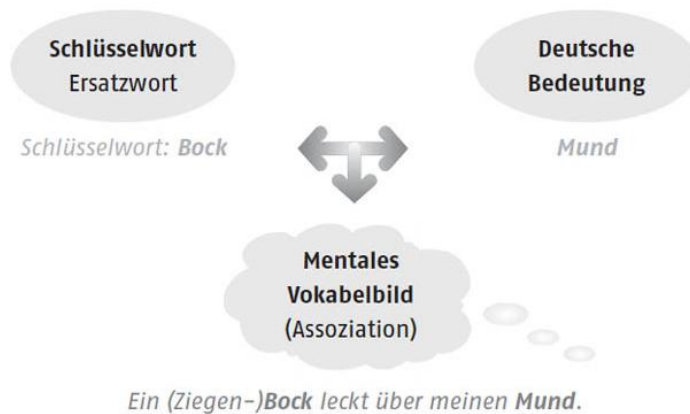 Schlüsselwort
Ersatzwort
Deutsche
Bedeutung
Schlüsselwort: Bock
Mund
Mentales
Vokabelbild
(Assoziation)
Ein (Ziegen-)Bock leckt über meinen Mund.